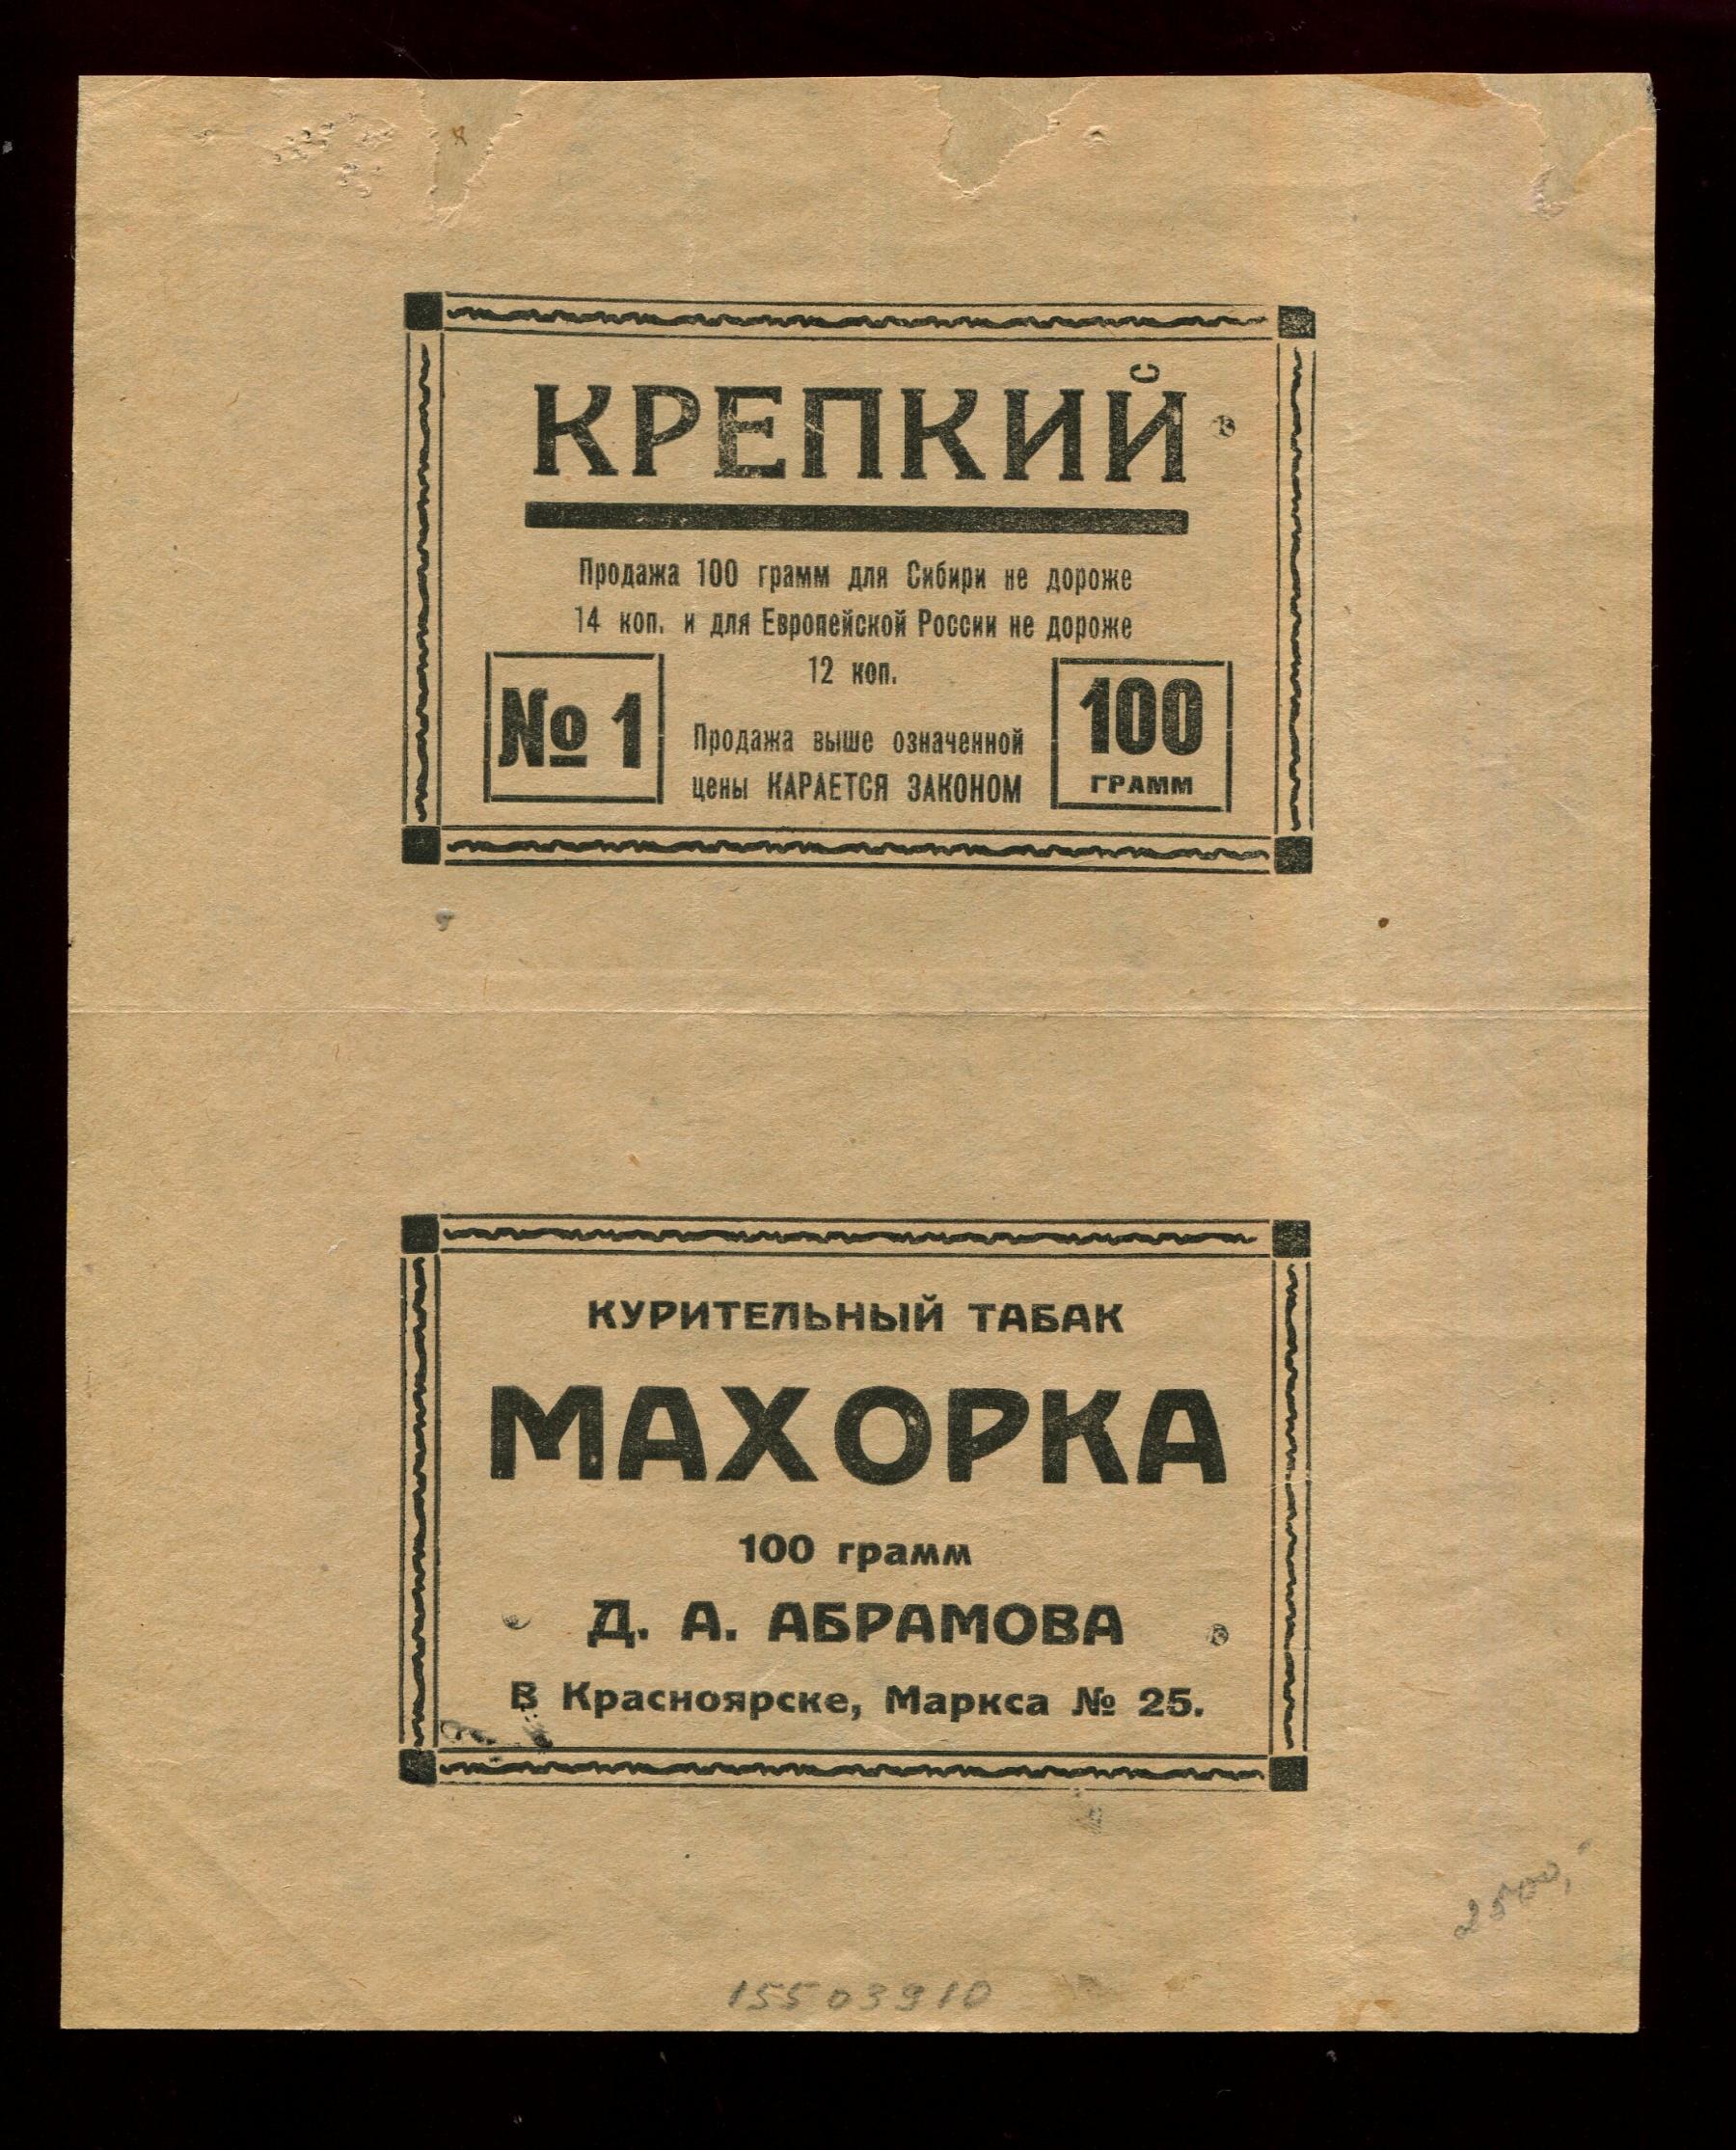 КРЕПКИЙ
Продажа 100 грамм для Сибири не дороже
14 коп. и для Европейской России не дороже
12 коп.
№ 1
Продажа выше означенной
цены КАРАЕТСЯ ЗАКОНОМ
100
ГРАММ
КУРИТЕЛЬНЫЙ ТАБАК
МАХОРКА
100 грамм
Д. А. АБРАМОВА
В Красноярске, Маркса № 25.
2500,-
15503910